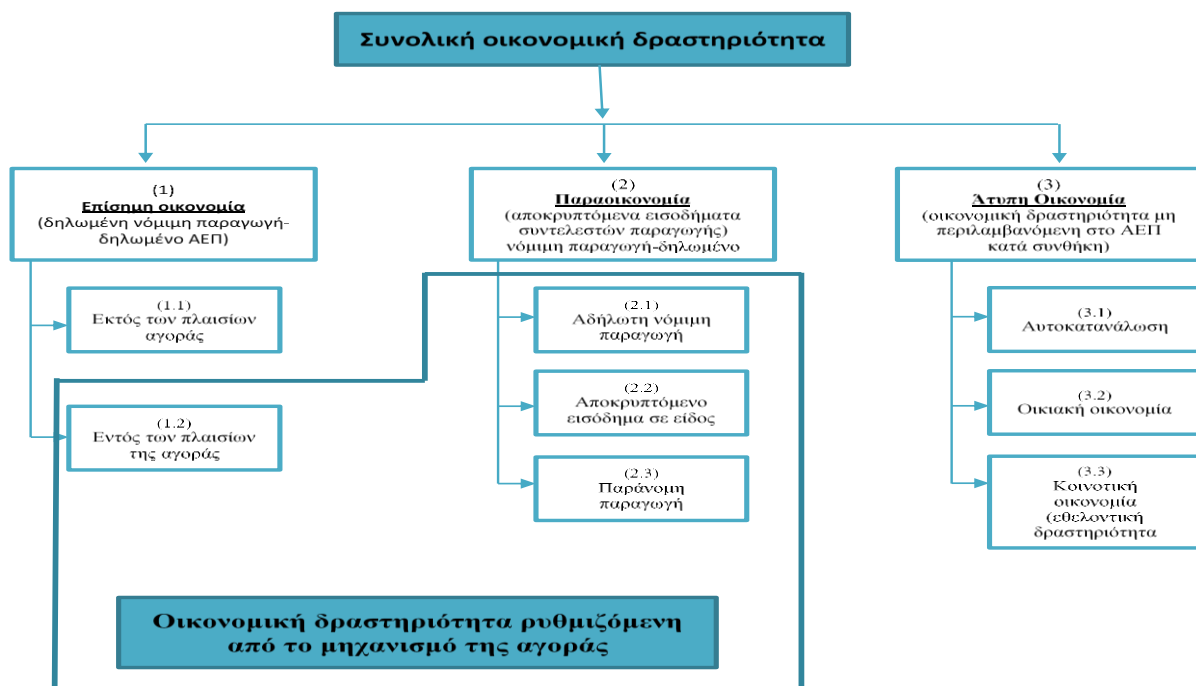 Συνολική οικονομική δραστηριότητα
(1)
Επίσημη οικονομία
(δηλωμένη νόμιμη παραγωγή-
δηλωμένο ΑΕΠ)
(1.1)
Εκτός των πλαισίων
αγοράς
(1.2)
Εντός των πλαισίων
της αγοράς
(2)
Παραοικονομία
(αποκρυπτόμενα εισοδήματα
συντελεστών παραγωγής)
νόμιμη παραγωγή-δηλωμένο
(2.1)
Αδήλωτη νόμιμη
παραγωγή
(2.2)
Αποκρυπτόμενο
εισόδημα σε είδος
(2.3)
Παράνομη
παραγωγή
(3)
Άτυπη Οικονομία
(οικονομική δραστηριότητα μη
περιλαμβανόμενη στο ΑΕΠ
κατά συνθήκη)
(3.1)
Αυτοκατανάλωση
(3.2)
Οικιακή οικονομία
(3.3)
Κοινοτική
οικονομία
(εθελοντική
δραστηριότητα
Οικονομική δραστηριότητα ρυθμιζόμενη
από το μηχανισμό της αγοράς